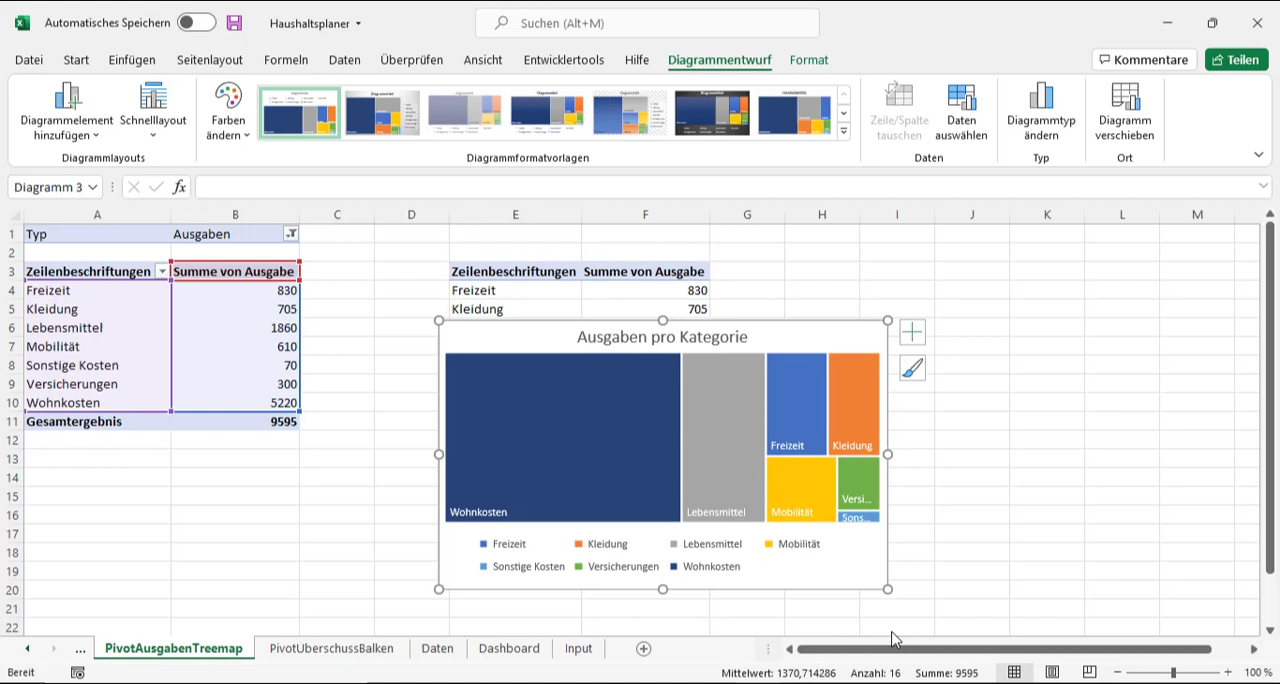 Automatisches Speichern Haushaltsplaner Suchen (Alt+M)
Datei Start Einfügen Seitenlayout Formeln Daten Überprüfen Ansicht Entwicklertools Hilfe Diagrammentwurf Format Kommentare Teilen
Diagrammelement hinzufügen Schnelllayout Farben ändern Zeile/Spalte tauschen Daten auswählen Diagrammtyp ändern Diagramm verschieben
Diagrammlayouts Diagrammformatvorlagen Daten Typ Ort
Diagramm 3 fx
A B C D E F G H I J K L M
1 Typ Ausgaben
2
3 Zeilenbeschriftungen Summe von Ausgabe Zeilenbeschriftungen Summe von Ausgabe
4 Freizeit 830 Freizeit 830
5 Kleidung 705 Kleidung 705
6 Lebensmittel 1860
7 Mobilität 610
8 Sonstige Kosten 70
9 Versicherungen 300
10 Wohnkosten 5220
11 Gesamtergebnis 9595
12
13
14
15
16
17
18
19
20
21
22
Ausgaben pro Kategorie
Freizeit Kleidung
Versi...
Wohnkosten Lebensmittel Mobilität Sons...
Freizeit Kleidung Lebensmittel Mobilität
Sonstige Kosten Versicherungen Wohnkosten
... PivotAusgabenTreemap PivotUberschussBalken Daten Dashboard Input
Bereit Mittelwert: 1370,714286 Anzahl: 16 Summe: 9595 100 %